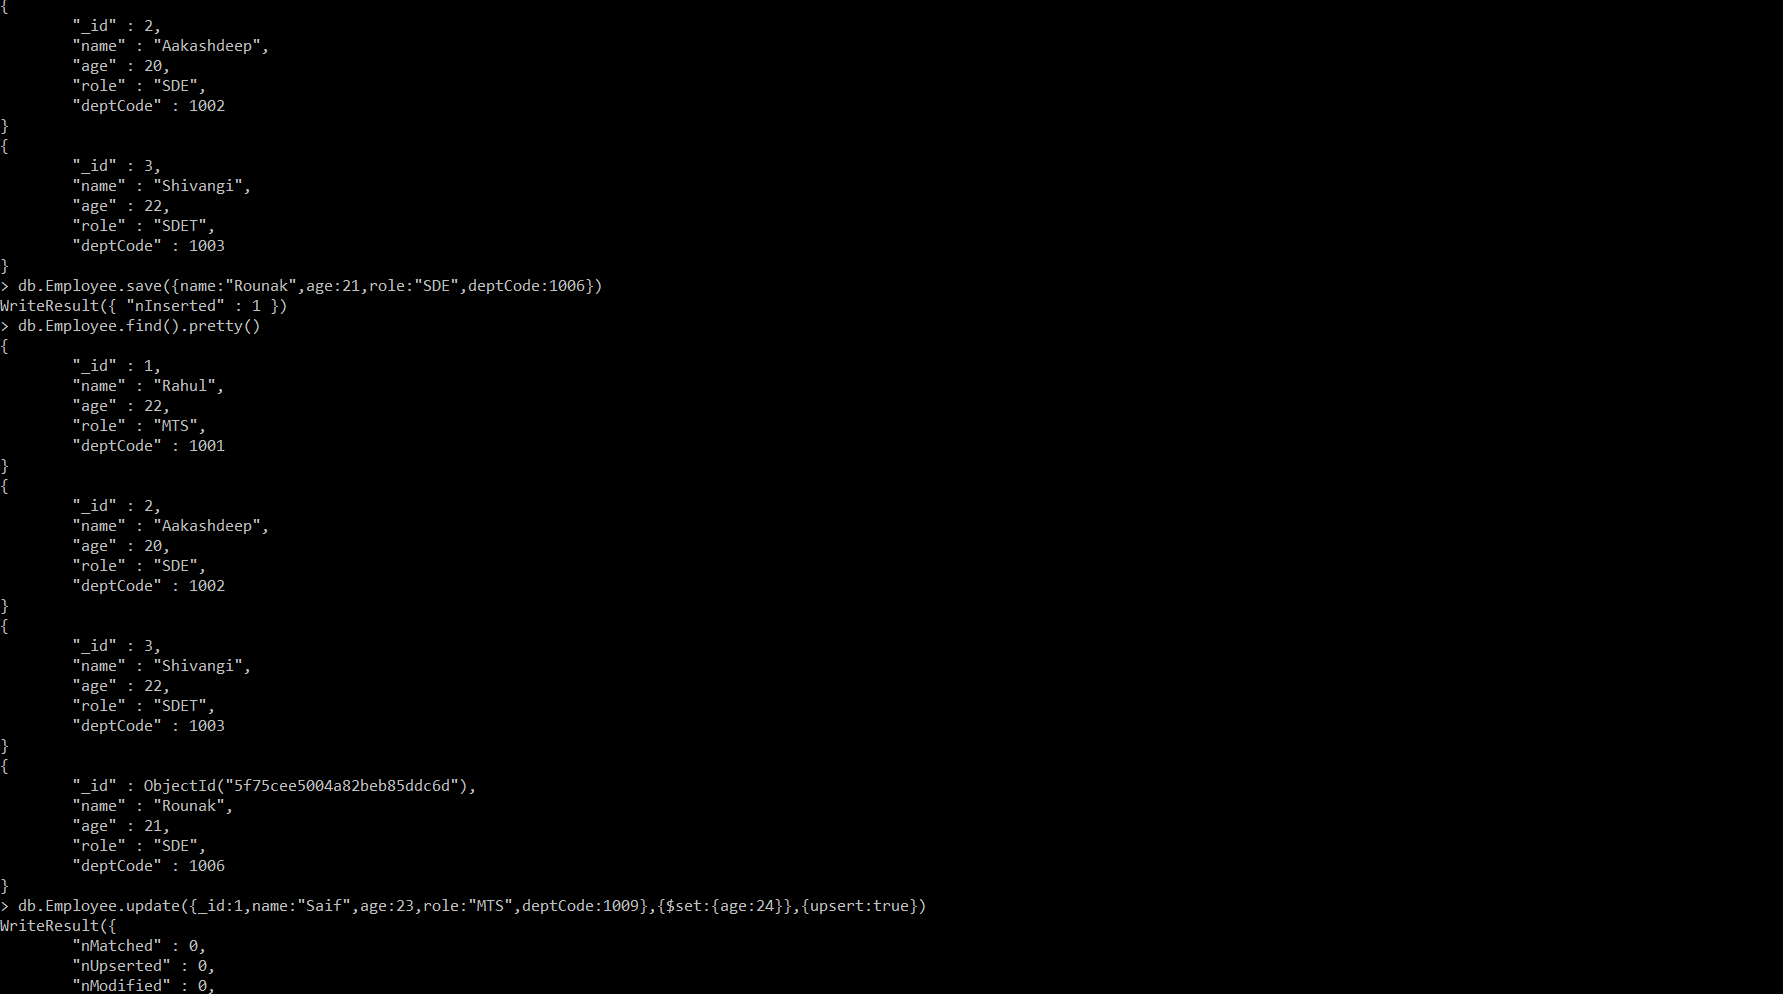 {
        "_id" : 2,
        "name" : "Aakashdeep",
        "age" : 20,
        "role" : "SDE",
        "deptCode" : 1002
}
{
        "_id" : 3,
        "name" : "Shivangi",
        "age" : 22,
        "role" : "SDET",
        "deptCode" : 1003
}
> db.Employee.save({name:"Rounak",age:21,role:"SDE",deptCode:1006})
WriteResult({ "nInserted" : 1 })
> db.Employee.find().pretty()
{
        "_id" : 1,
        "name" : "Rahul",
        "age" : 22,
        "role" : "MTS",
        "deptCode" : 1001
}
{
        "_id" : 2,
        "name" : "Aakashdeep",
        "age" : 20,
        "role" : "SDE",
        "deptCode" : 1002
}
{
        "_id" : 3,
        "name" : "Shivangi",
        "age" : 22,
        "role" : "SDET",
        "deptCode" : 1003
}
{
        "_id" : ObjectId("5f75cee5004a82beb85ddc6d"),
        "name" : "Rounak",
        "age" : 21,
        "role" : "SDE",
        "deptCode" : 1006
}
> db.Employee.update({_id:1,name:"Saif",age:23,role:"MTS",deptCode:1009},{$set:{age:24}},{upsert:true})
WriteResult({
        "nMatched" : 0,
        "nUpserted" : 0,
        "nModified" : 0,